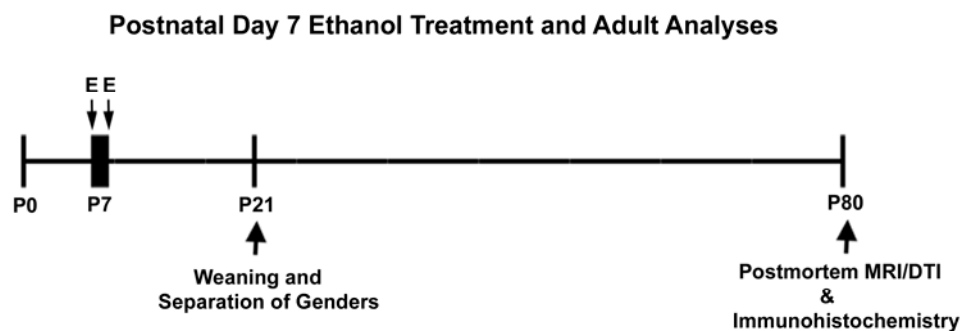 Postnatal Day 7 Ethanol Treatment and Adult Analyses
E E
P0 P7 P21 P80
Weaning and
Separation of Genders
Postmortem MRI/DTI
&
Immunohistochemistry